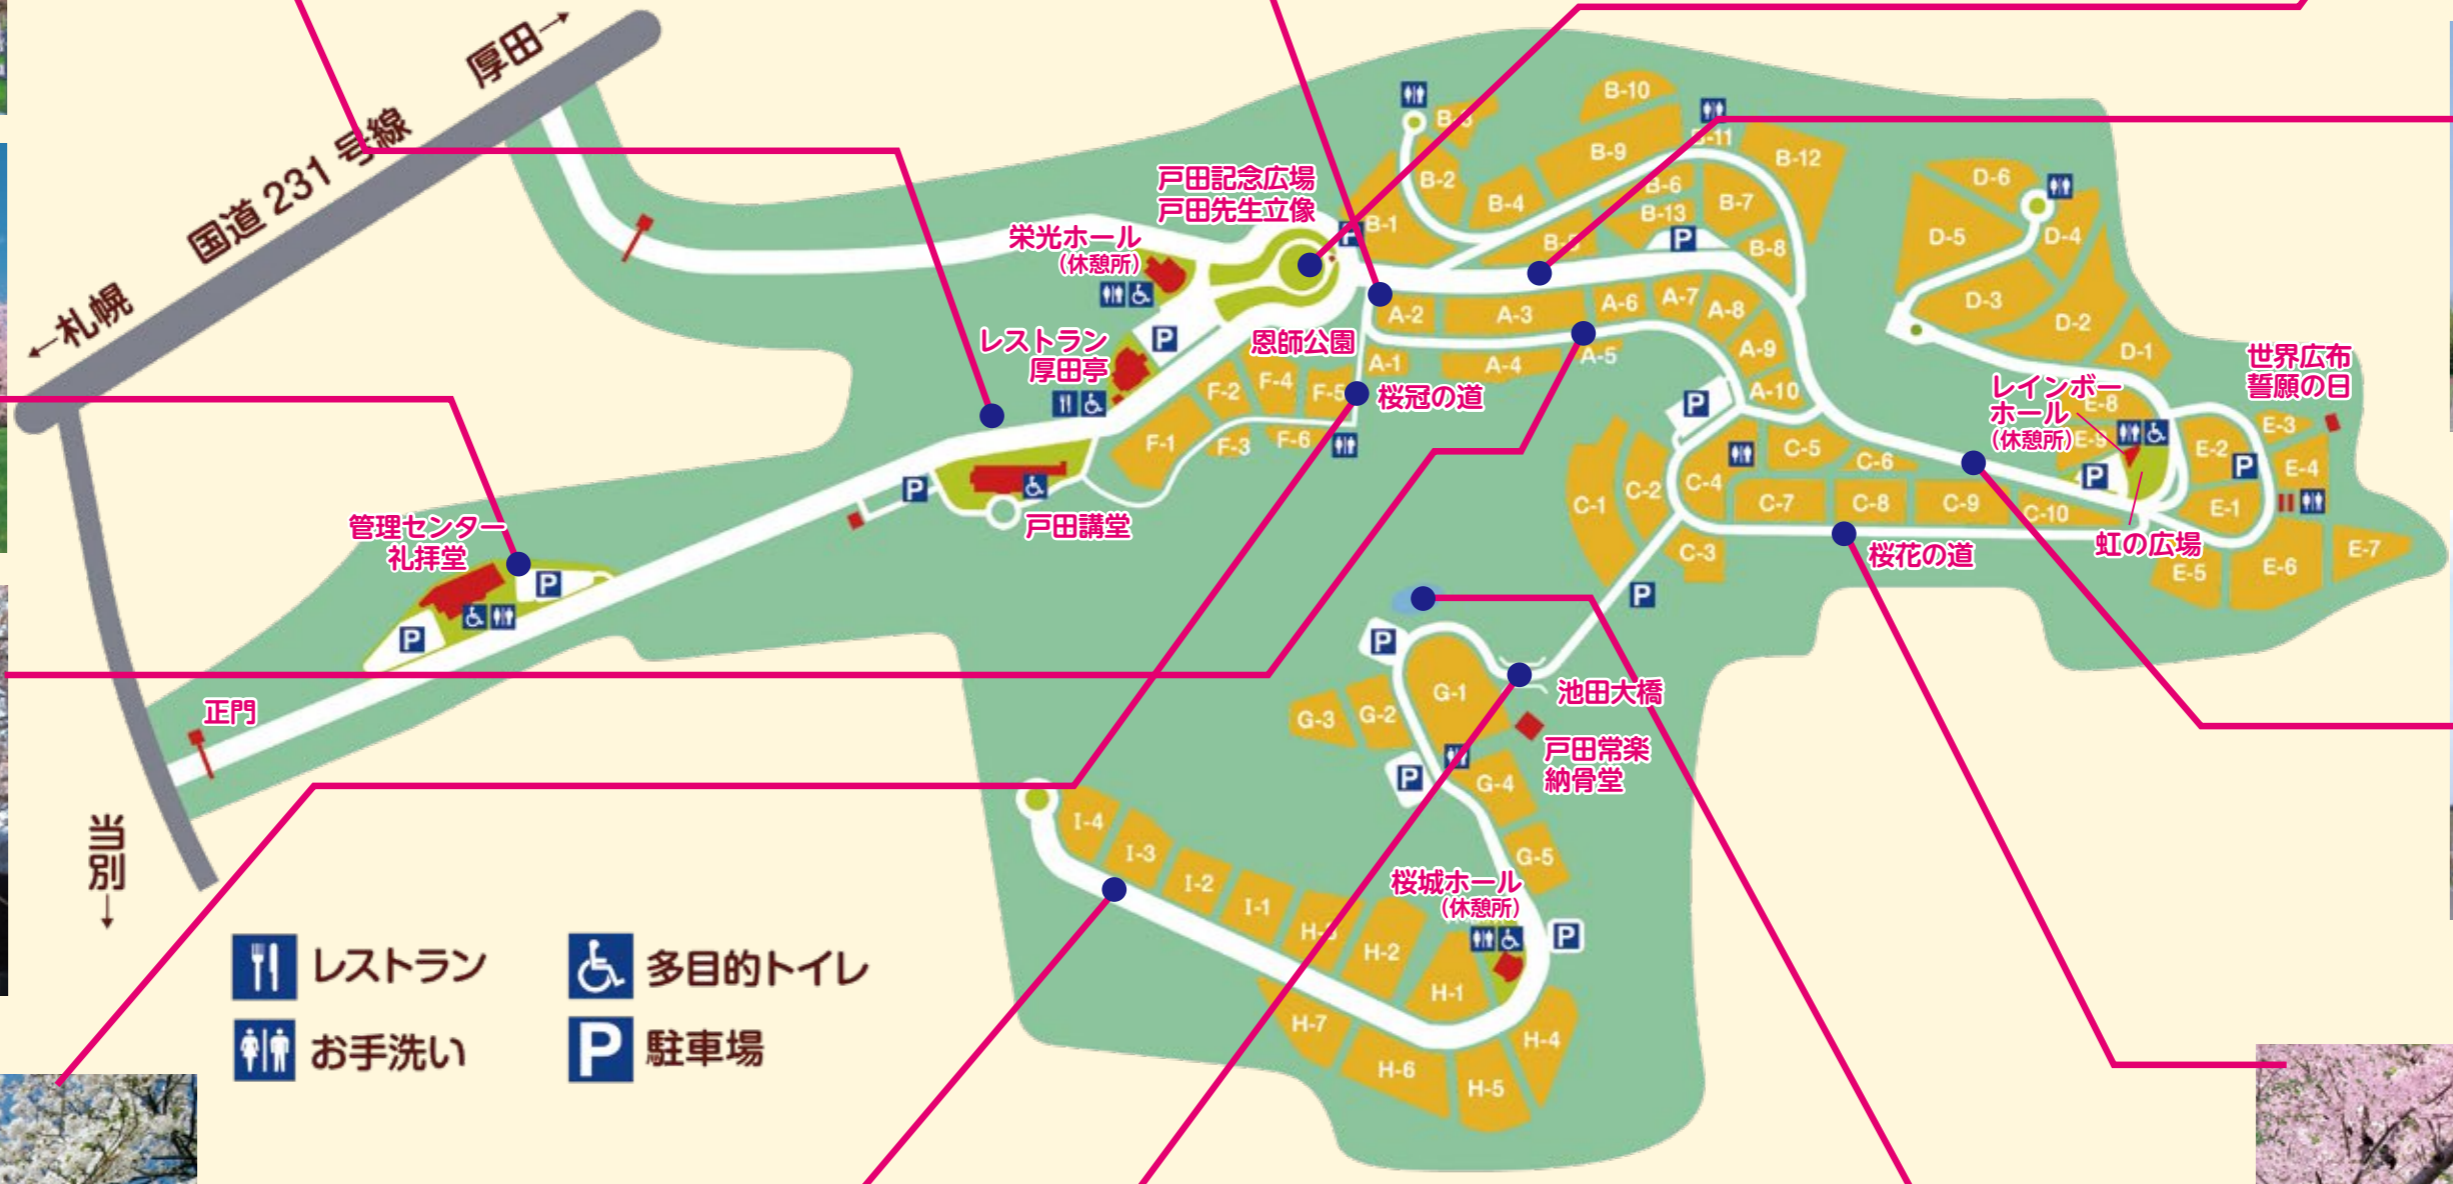 厚田→
国道 231 号線
←札幌
当別→
正門
管理センター
礼拝堂
戸田講堂
レストラン
厚田亭
栄光ホール
(休憩所)
戸田記念広場
戸田先生立像
恩師公園
桜冠の道
桜花の道
レインボー
ホール
(休憩所)
虹の広場
世界広布
誓願の日
池田大橋
戸田常楽
納骨堂
桜城ホール
(休憩所)
A-1
A-2
A-3
A-4
A-5
A-6
A-7
A-8
A-9
A-10
B-1
B-2
B-3
B-4
B-6
B-7
B-8
B-9
B-10
B-11
B-12
B-13
C-1
C-2
C-3
C-4
C-5
C-6
C-7
C-8
C-9
C-10
D-1
D-2
D-3
D-4
D-5
D-6
E-1
E-2
E-3
E-4
E-5
E-6
E-7
E-8
E-9
F-1
F-2
F-3
F-4
F-5
F-6
G-1
G-2
G-3
G-4
G-5
H-1
H-2
H-3
H-4
H-5
H-6
H-7
I-1
I-2
I-3
I-4
P
P
P
P
P
P
P
P
P
P
P
P
P
P
レストラン
多目的トイレ
お手洗い
P 駐車場